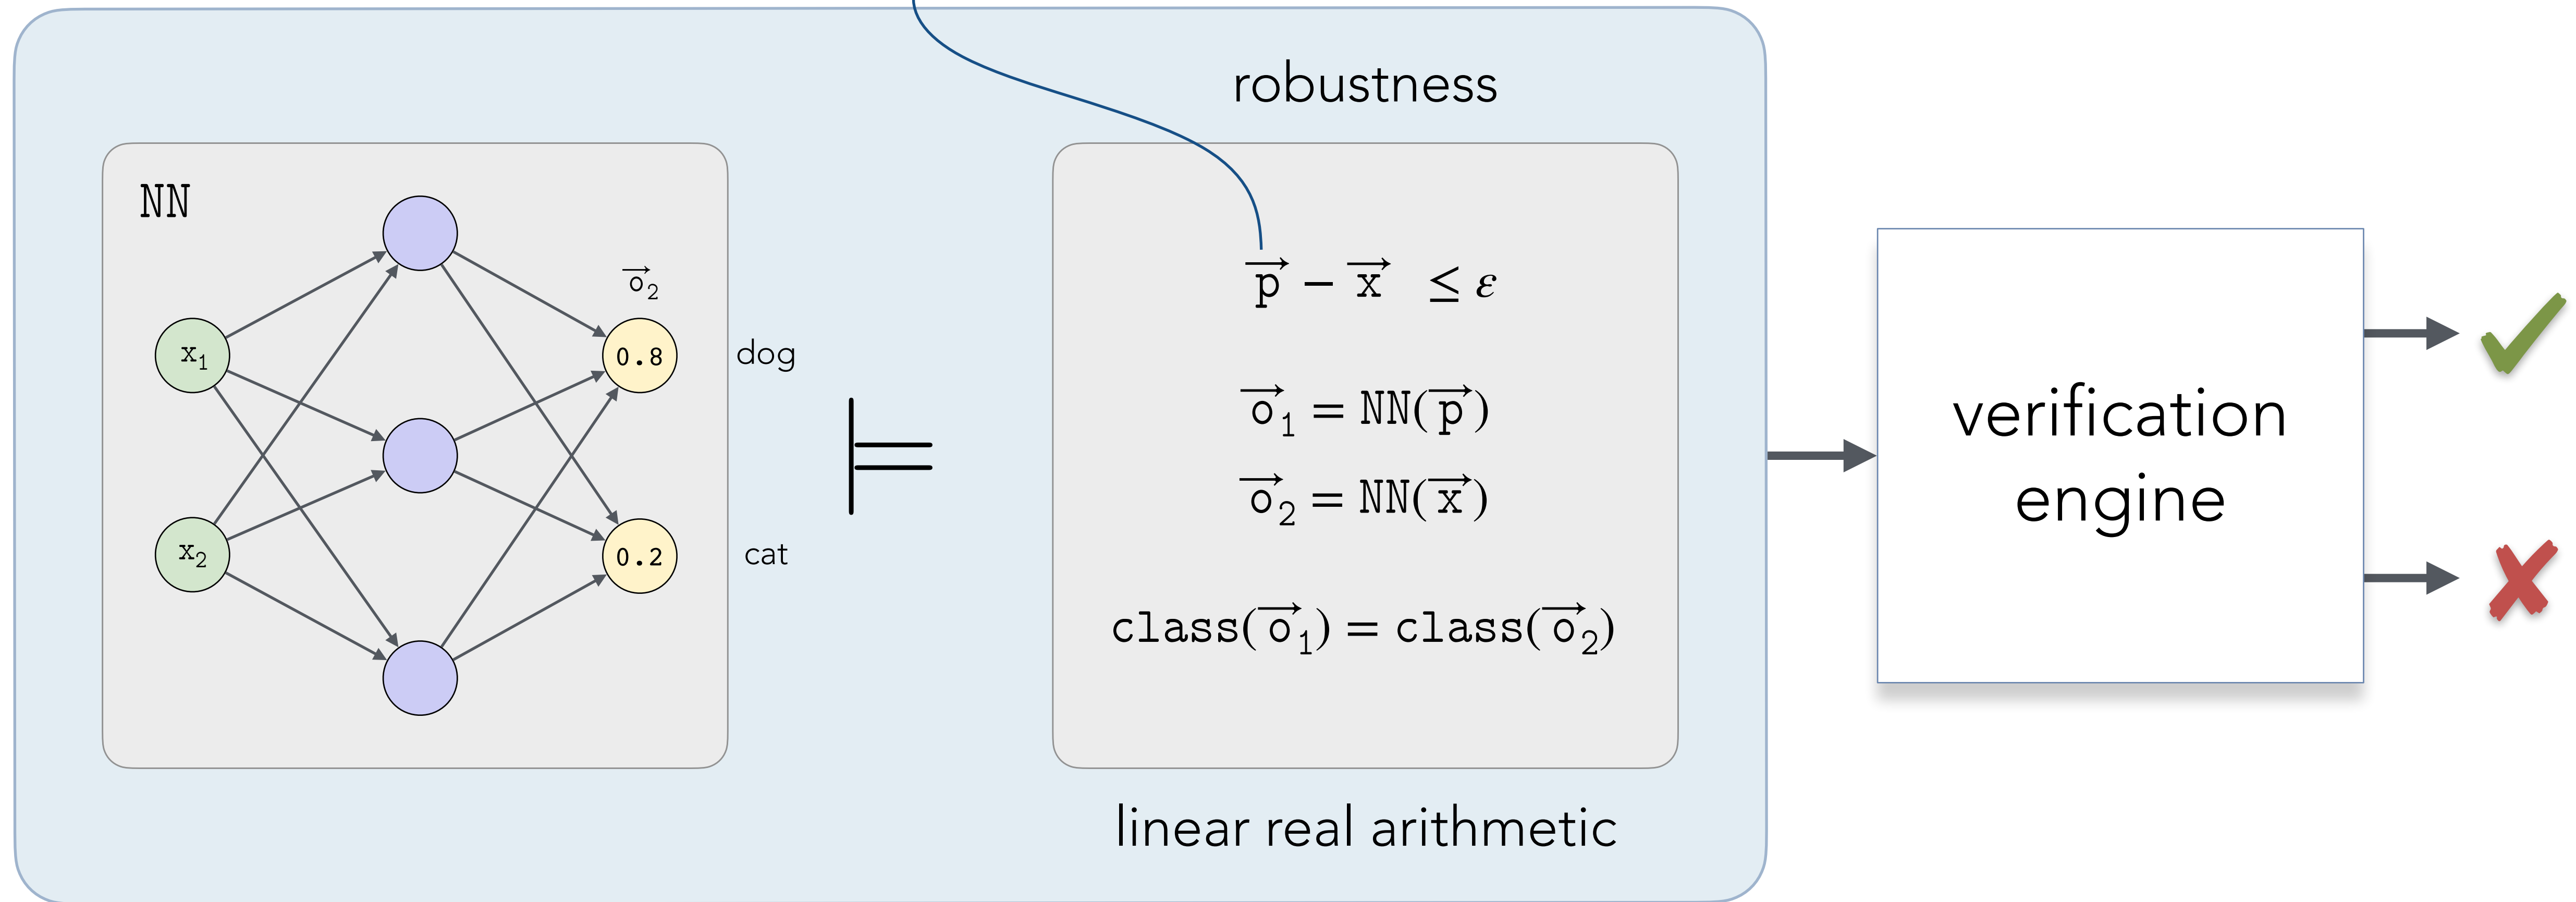 robustness
NN
o⃗₂
x₁
0.8
dog
x₂
0.2
cat
⊨
p⃗ − x⃗ ≤ ε
o⃗₁ = NN(p⃗)
o⃗₂ = NN(x⃗)
class(o⃗₁) = class(o⃗₂)
linear real arithmetic
verification
engine